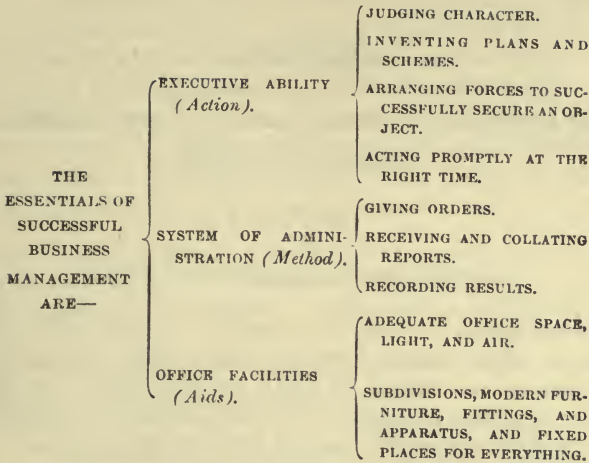 THE
ESSENTIALS OF
SUCCESSFUL
BUSINESS
MANAGEMENT
ARE—
EXECUTIVE ABILITY
(Action).
JUDGING CHARACTER.
INVENTING PLANS AND
SCHEMES.
ARRANGING FORCES TO SUC-
CESSFULLY SECURE AN OB-
JECT.
ACTING PROMPTLY AT THE
RIGHT TIME.
SYSTEM OF ADMINI-
STRATION (Method).
GIVING ORDERS.
RECEIVING AND COLLATING
REPORTS.
RECORDING RESULTS.
OFFICE FACILITIES
(Aids).
ADEQUATE OFFICE SPACE,
LIGHT, AND AIR.
SUBDIVISIONS, MODERN FUR-
NITURE, FITTINGS, AND
APPARATUS, AND FIXED
PLACES FOR EVERYTHING.